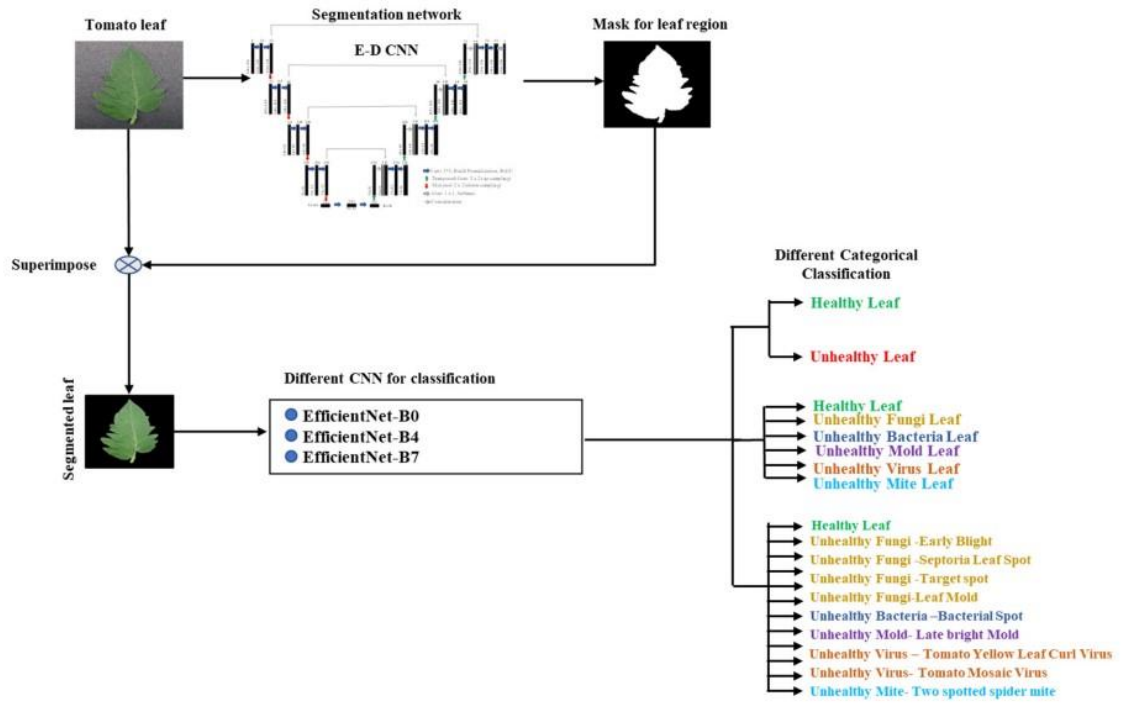 Tomato leaf
Segmentation network
E-D CNN
Mask for leaf region
Superimpose
Segmented leaf
Different CNN for classification
EfficientNet-B0
EfficientNet-B4
EfficientNet-B7
Different Categorical
Classification
Healthy Leaf
Unhealthy Leaf
Healthy Leaf
Unhealthy Fungi Leaf
Unhealthy Bacteria Leaf
Unhealthy Mold Leaf
Unhealthy Virus Leaf
Unhealthy Mite Leaf
Healthy Leaf
Unhealthy Fungi -Early Blight
Unhealthy Fungi -Septoria Leaf Spot
Unhealthy Fungi -Target spot
Unhealthy Fungi-Leaf Mold
Unhealthy Bacteria –Bacterial Spot
Unhealthy Mold- Late bright Mold
Unhealthy Virus – Tomato Yellow Leaf Curl Virus
Unhealthy Virus- Tomato Mosaic Virus
Unhealthy Mite- Two spotted spider mite